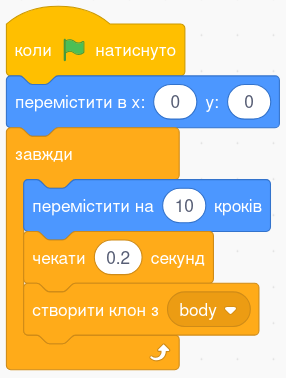 коли натиснуто
перемістити в x: 0 y: 0
завжди
перемістити на 10 кроків
чекати 0.2 секунд
створити клон з body